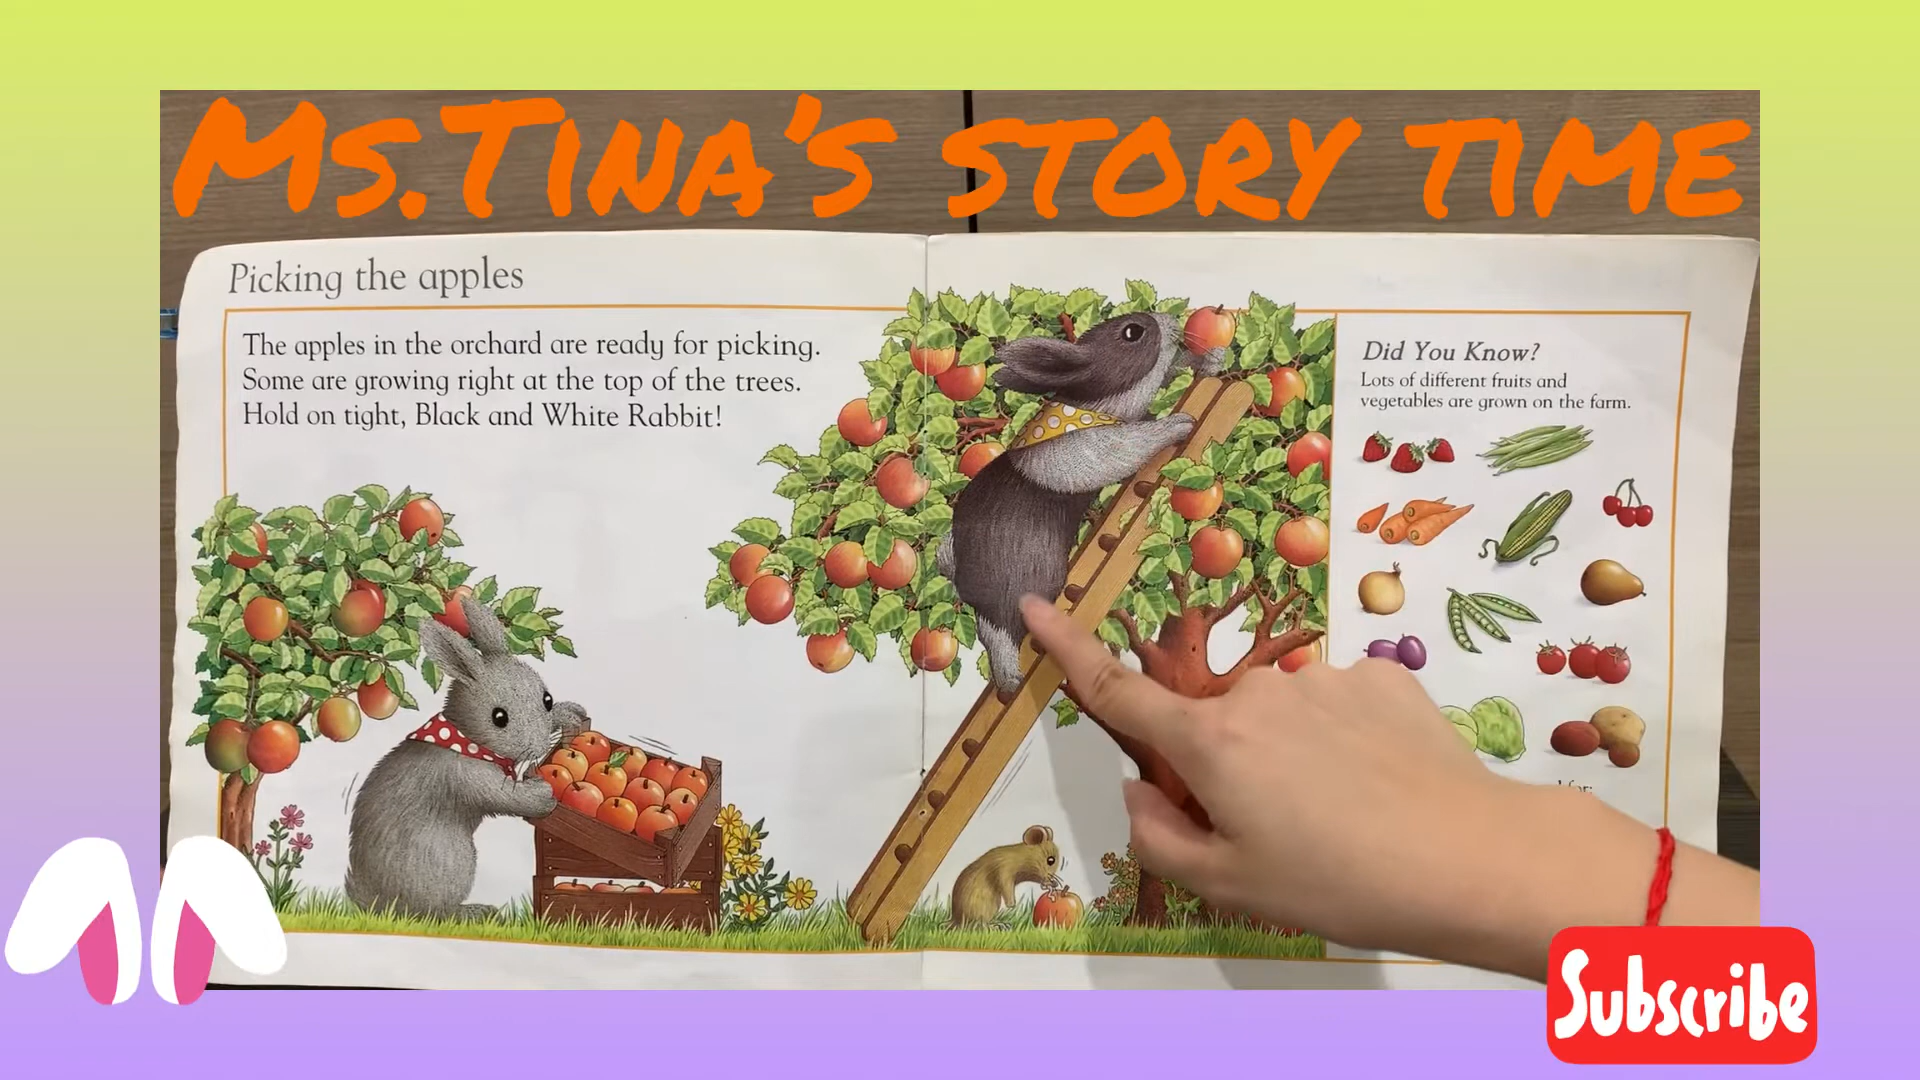 Ms.Tina's story time
Picking the apples
The apples in the orchard are ready for picking.
Some are growing right at the top of the trees.
Hold on tight, Black and White Rabbit!
Did You Know?
Lots of different fruits and
vegetables are grown on the farm.
Subscribe